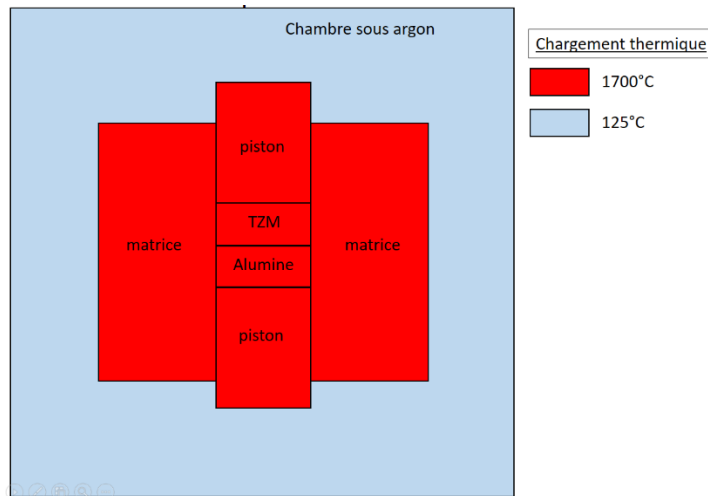 Chambre sous argon
Chargement thermique
1700°C
125°C
piston
TZM
matrice
matrice
Alumine
piston